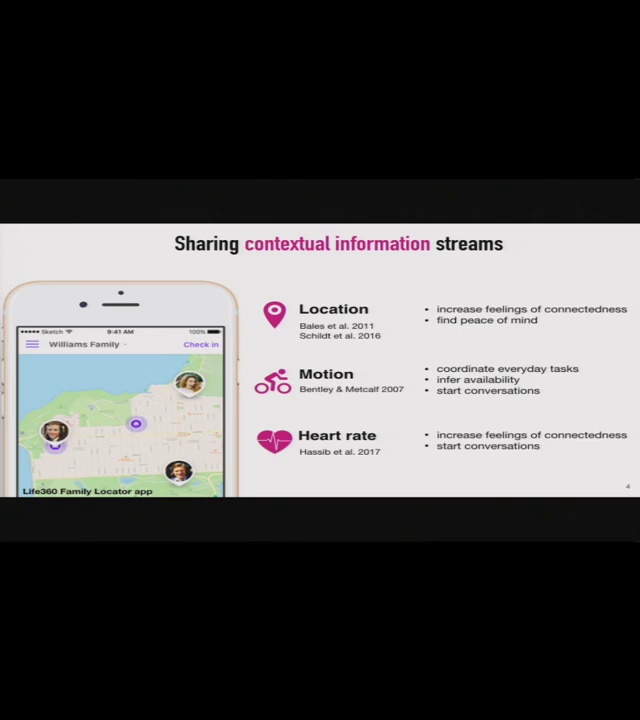 Sharing contextual information streams
••••• Sketch 9:41 AM 100%
Williams Family
Check in
Life360 Family Locator app
Location
Bales et al. 2011
Schildt et al. 2016
• increase feelings of connectedness
• find peace of mind
Motion
Bentley & Metcalf 2007
• coordinate everyday tasks
• infer availability
• start conversations
Heart rate
Hassib et al. 2017
• increase feelings of connectedness
• start conversations
4